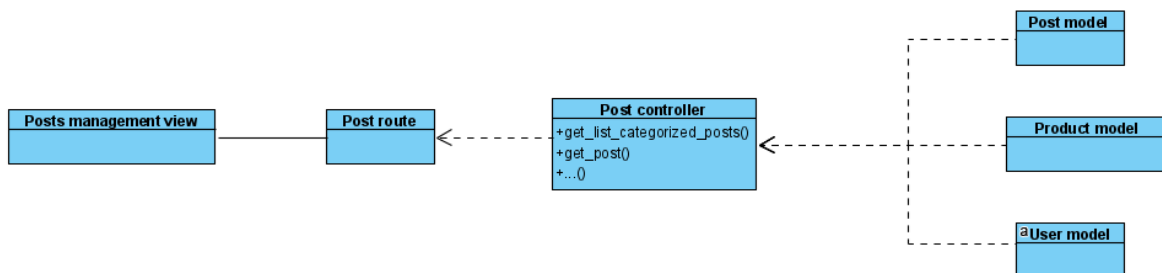 Post model
Posts management view
Post route
Post controller
+get_list_categorized_posts()
+get_post()
+...()
Product model
a
User model